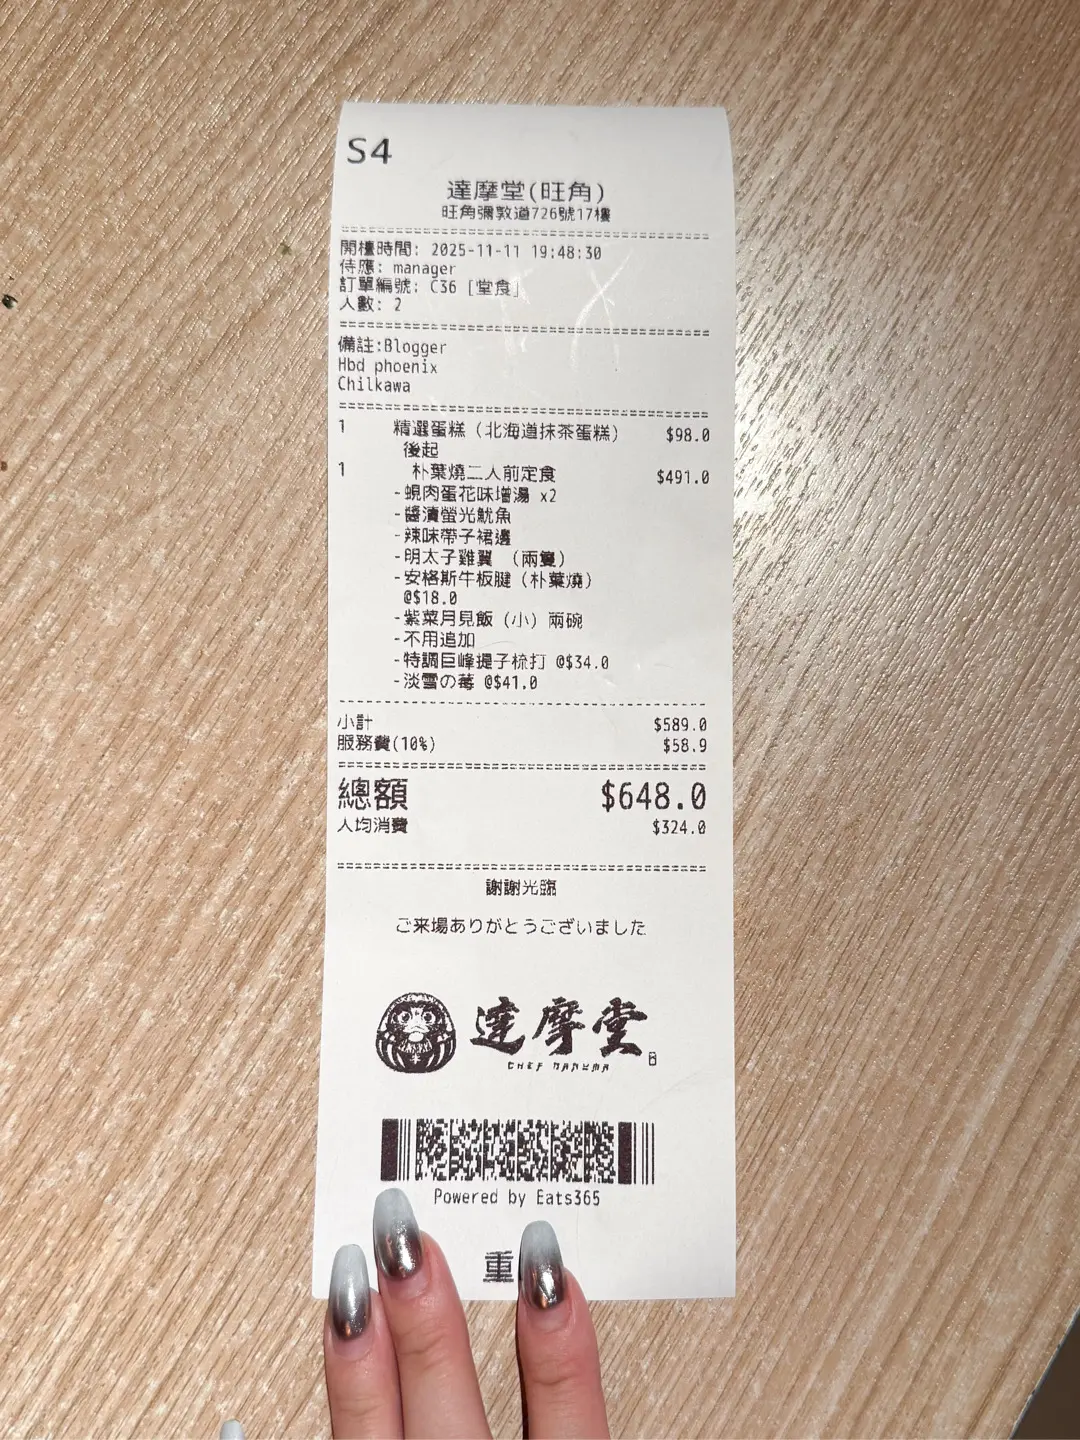 S4
達摩堂(旺角)
旺角彌敦道726號17樓
開檯時間: 2025-11-11 19:48:30
侍應: manager
訂單編號: C36 [堂食]
人數: 2
備註:Blogger
Hbd phoenix
Chilkawa
1 精選蛋糕（北海道抹茶蛋糕） $98.0
後起
1 朴葉燒二人前定食 $491.0
-蜆肉蛋花味增湯 x2
-醬漬螢光魷魚
-辣味帶子裙邊
-明太子雞翼 （兩隻）
-安格斯牛板腱（朴葉燒）
@$18.0
-紫菜月見飯（小）兩碗
-不用追加
-特調巨峰提子梳打 @$34.0
-淡雪の莓 @$41.0
小計 $589.0
服務費(10%) $58.9
總額 $648.0
人均消費 $324.0
謝謝光臨
ご来場ありがとうございました
達摩堂
CHEF
Powered by Eats365
重